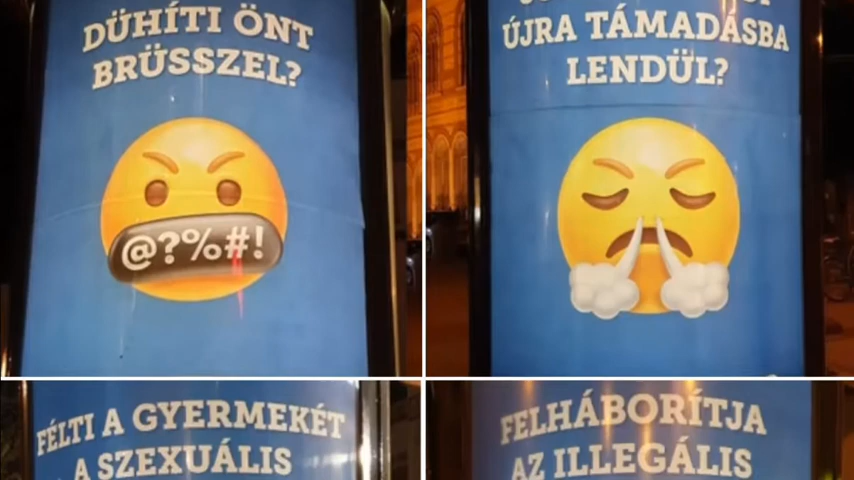 DÜHÍTI ÖNT
BRÜSSZEL?
@?%#!
ÚJRA TÁMADÁSBA
LENDÜL?
FÉLTI A GYERMEKÉT
A SZEXUÁLIS
FELHÁBORÍTJA
AZ ILLEGÁLIS